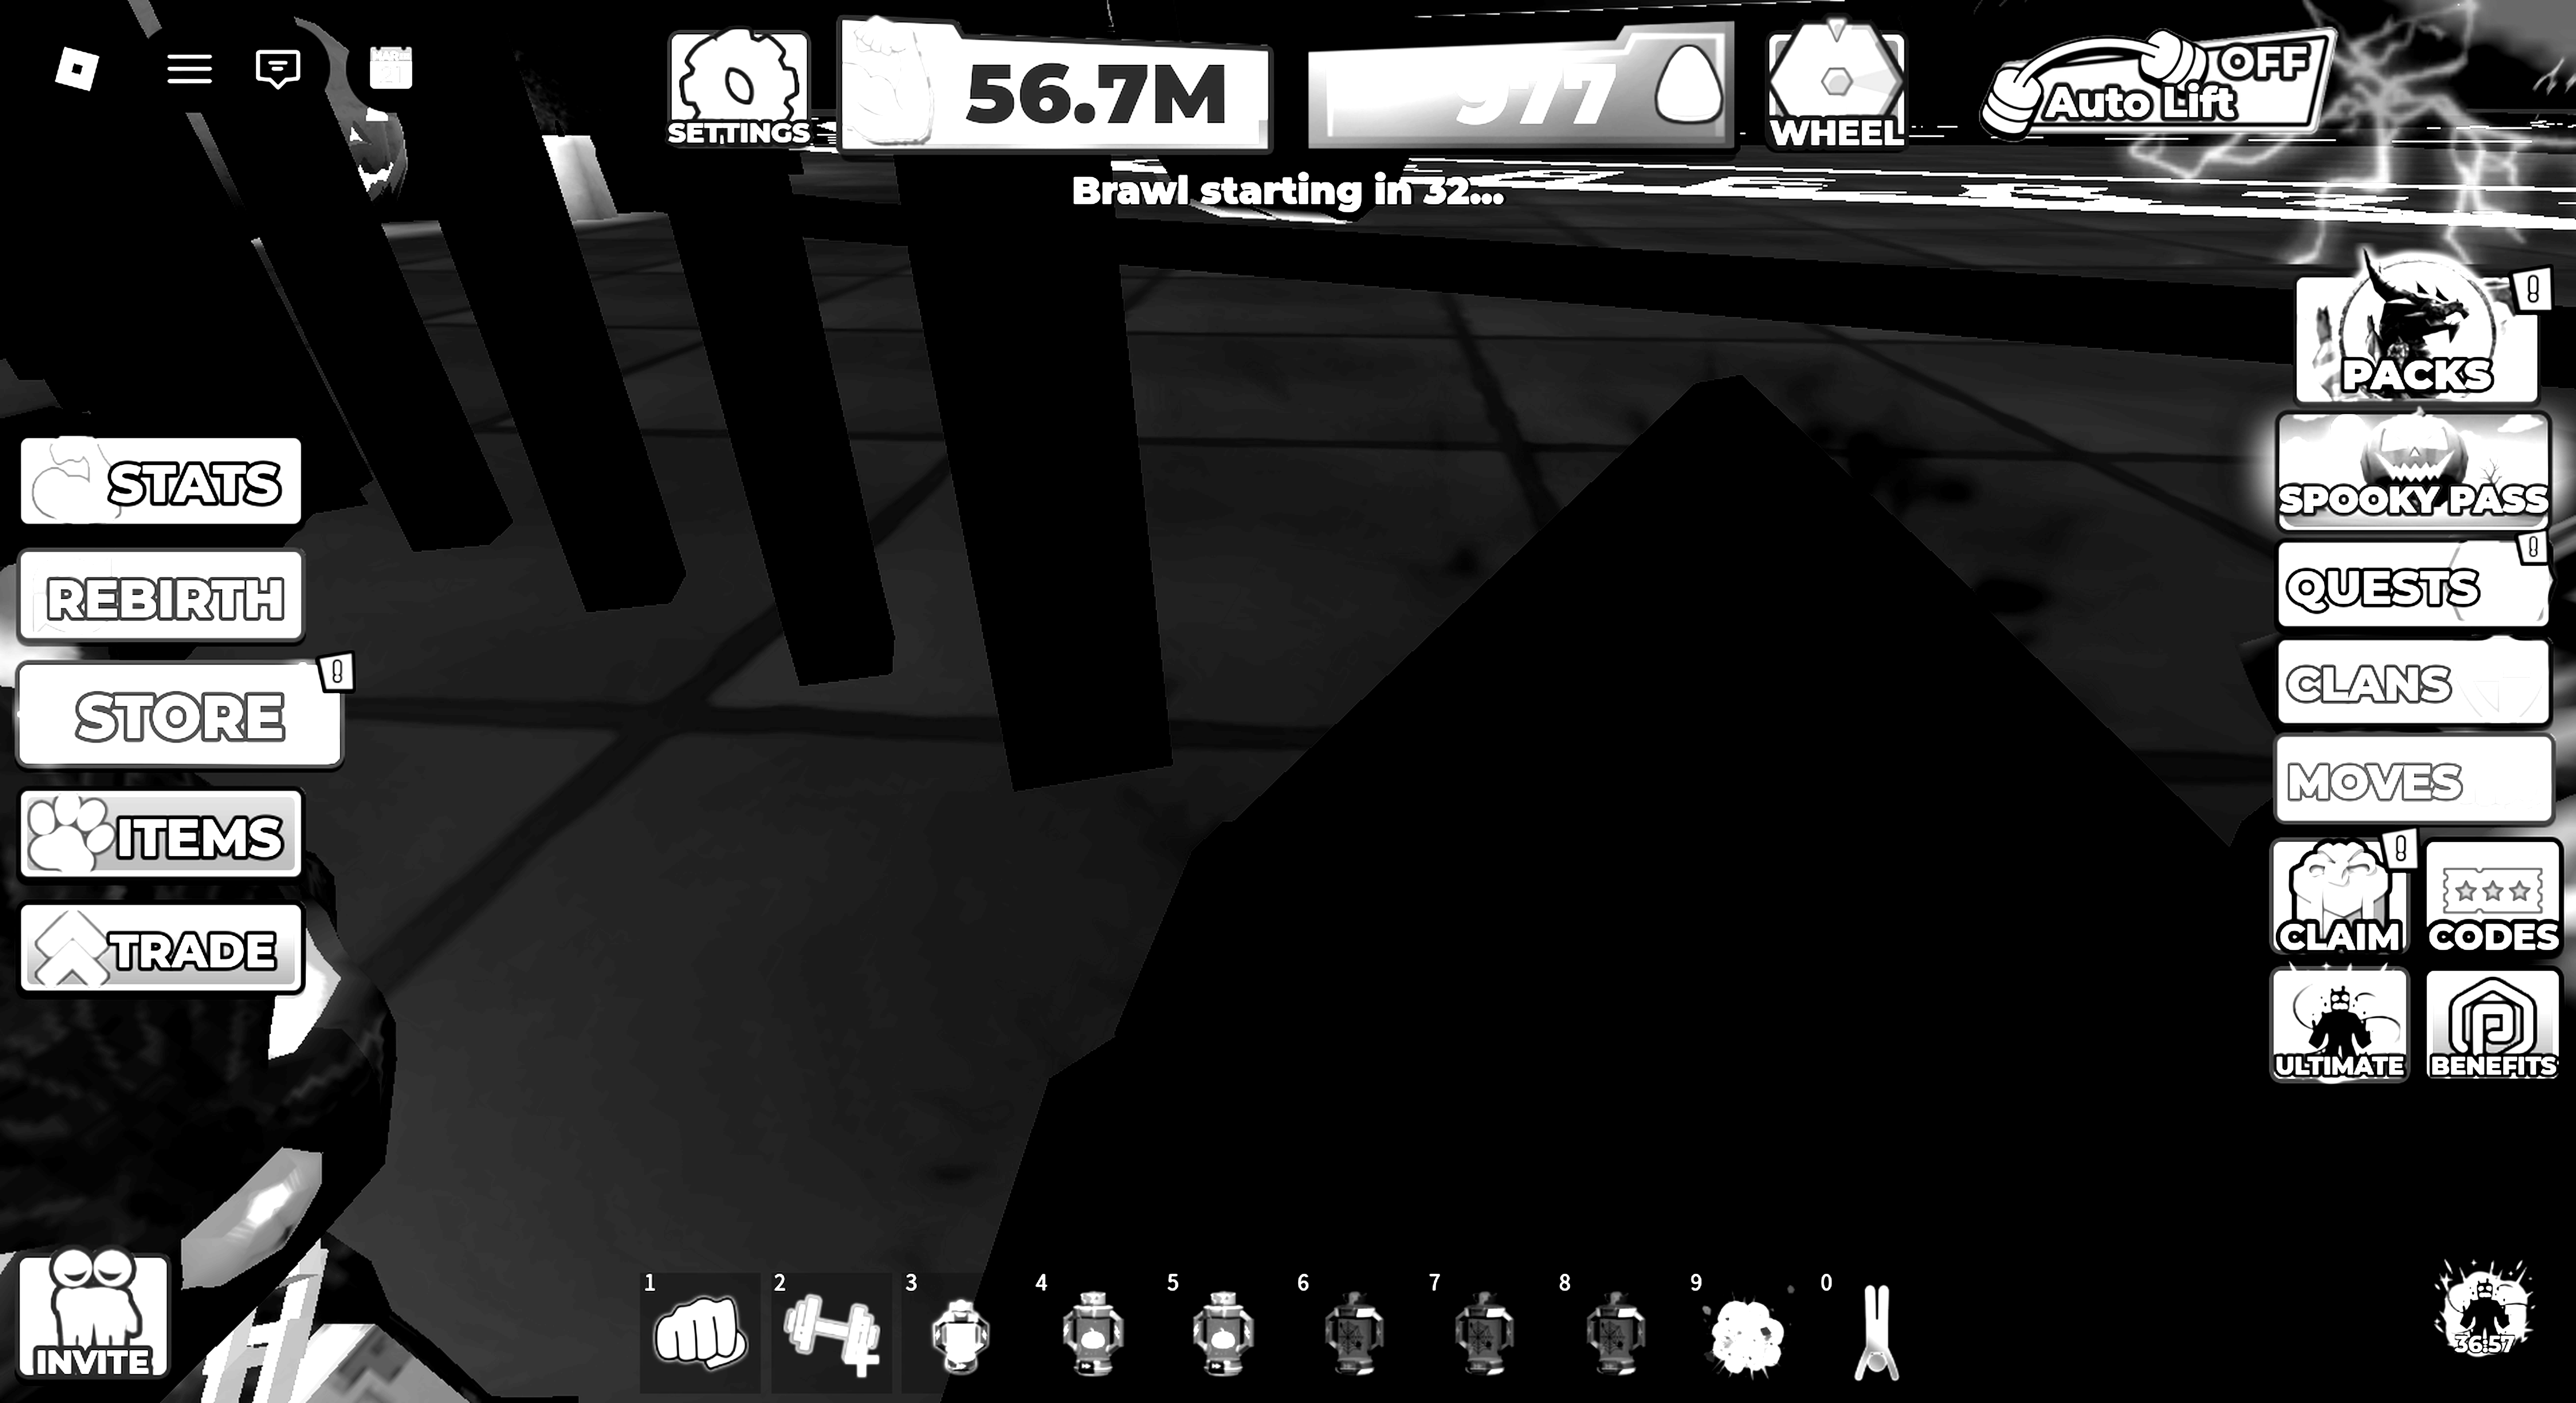 SETTINGS
56.7M
977
WHEEL
OFF
Auto Lift
Brawl starting in 32...
PACKS
SPOOKY PASS
QUESTS
CLANS
MOVES
CLAIM
CODES
ULTIMATE
BENEFITS
STATS
REBIRTH
STORE
ITEMS
TRADE
INVITE
1
2
3
4
5
6
7
8
9
0
36:57